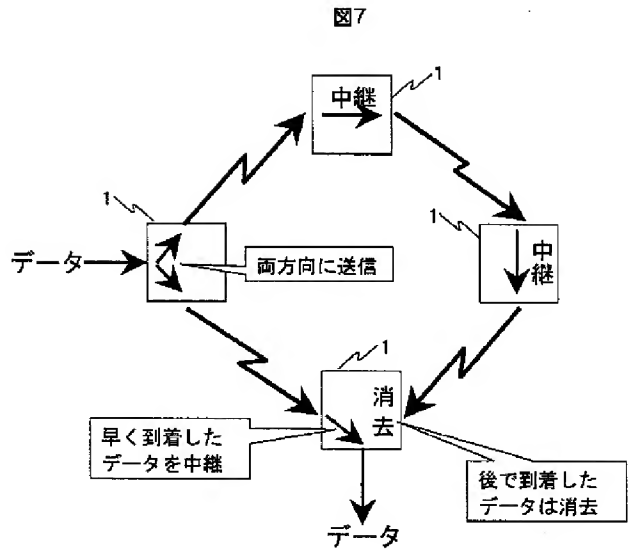 図7
1
中継
1
データ
両方向に送信
1
中継
1
消去
早く到着した
データを中継
後で到着した
データは消去
データ